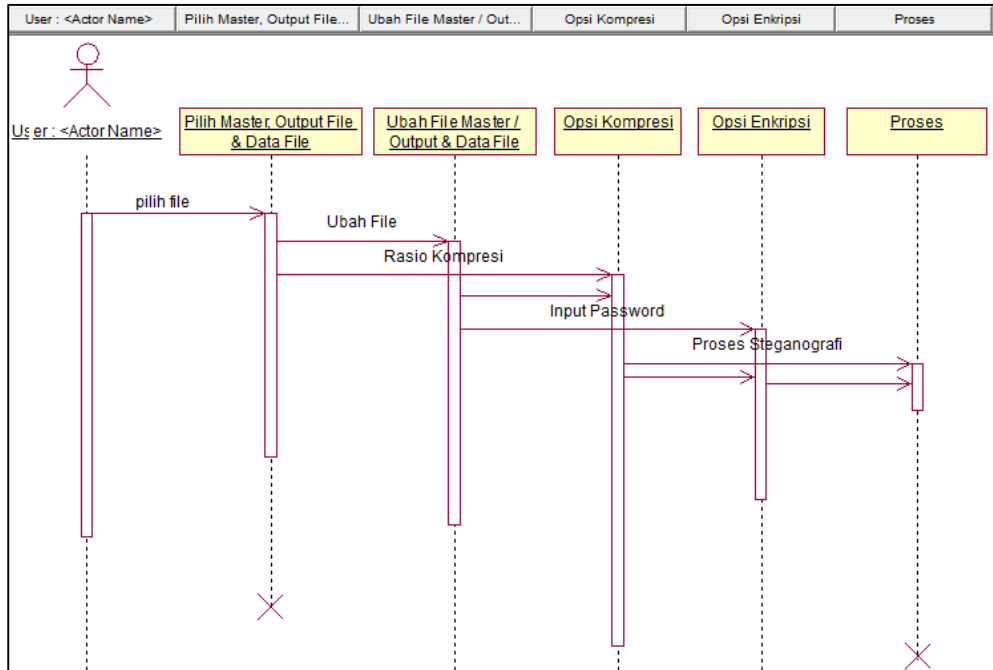 User : <Actor Name>
Pilih Master, Output File...
Ubah File Master / Out...
Opsi Kompresi
Opsi Enkripsi
Proses
User : <Actor Name>
Pilih Master, Output File
& Data File
Ubah File Master /
Output & Data File
Opsi Kompresi
Opsi Enkripsi
Proses
pilih file
Ubah File
Rasio Kompresi
Input Password
Proses Steganografi